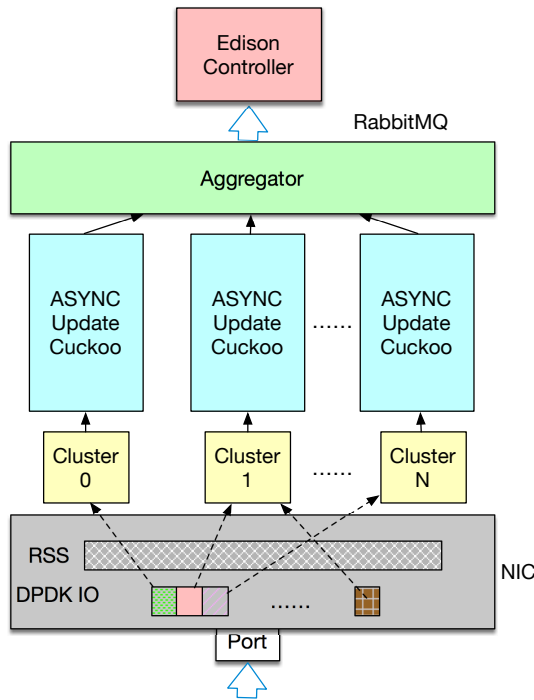 Edison
Controller
RabbitMQ
Aggregator
ASYNC
Update
Cuckoo
ASYNC
Update
Cuckoo
......
ASYNC
Update
Cuckoo
Cluster
0
Cluster
1
......
Cluster
N
RSS
NIC
DPDK IO
......
Port